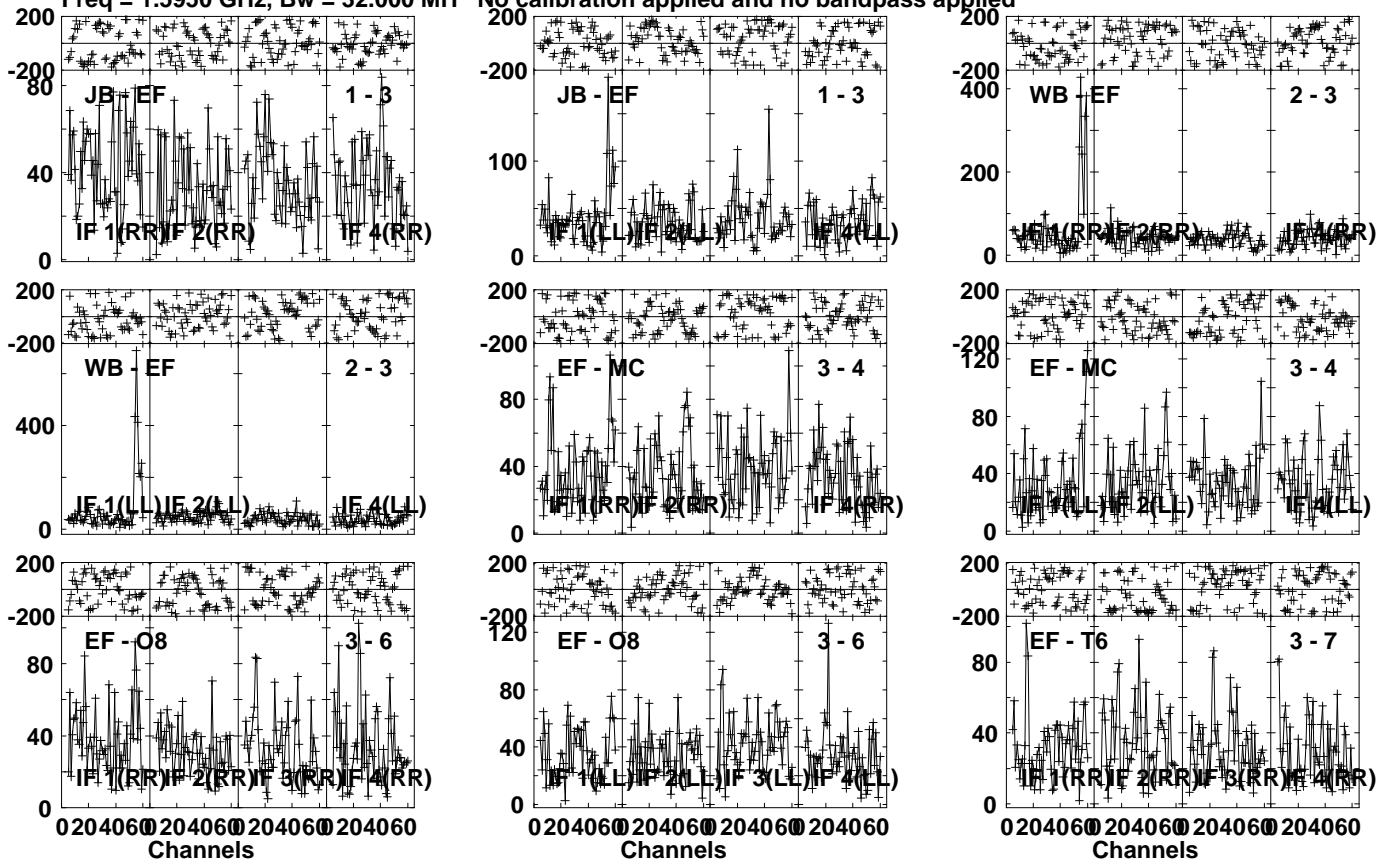 Freq = 1.5950 GHz, Bw = 32.000 MH No calibration applied and no bandpass applied
200 200 200
-200 -200 -200
80 JB - EF 1 - 3 JB - EF 1 - 3 400 WB - EF 2 - 3
40 100 200
IF 1(RR) IF 2(RR) IF 4(RR) IF 1(LL) IF 2(LL) IF 4(LL) IF 1(RR) IF 2(RR) IF 4(RR)
0 0 0
200 200 200
-200 -200 -200
WB - EF 2 - 3 EF - MC 3 - 4 120 EF - MC 3 - 4
400 80 40 80 40
IF 1(LL) IF 2(LL) IF 4(LL) IF 1(RR) IF 2(RR) IF 4(RR) IF 1(LL) IF 2(LL) IF 4(LL)
0 0 0
200 200 200
-200 -200 -200
80 EF - O8 3 - 6 120 EF - O8 3 - 6 80 EF - T6 3 - 7
40 80 40 40
IF 1(RR) IF 2(RR) IF 3(RR) IF 4(RR) IF 1(LL) IF 2(LL) IF 3(LL) IF 4(LL) IF 1(RR) IF 2(RR) IF 3(RR) IF 4(RR)
0 0 0
0 20 40 60 0 20 40 60 0 20 40 60 0 20 40 60 0 20 40 60 0 20 40 60 0 20 40 60 0 20 40 60 0 20 40 60 0 20 40 60 0 20 40 60 0 20 40 60
Channels Channels Channels